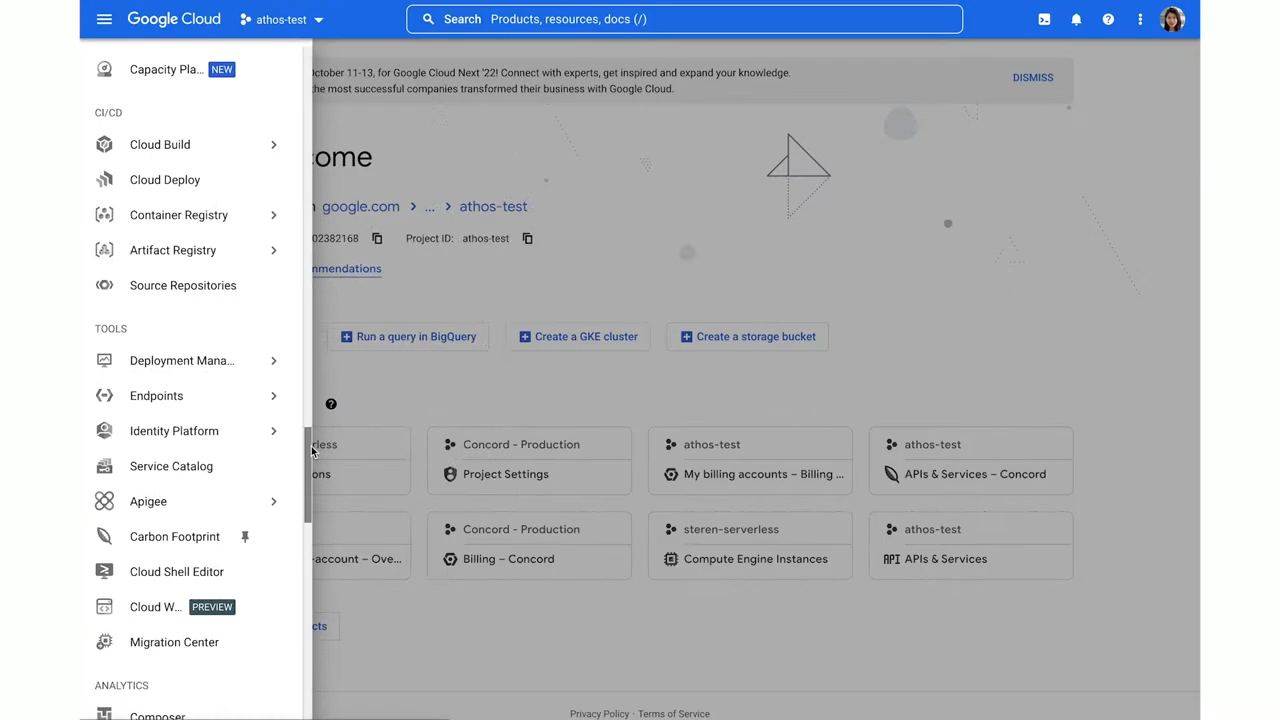 Google Cloud
athos-test
Search Products, resources, docs (/)
Capacity Pla... NEW
CI/CD
Cloud Build
Cloud Deploy
Container Registry
Artifact Registry
Source Repositories
TOOLS
Deployment Mana...
Endpoints
Identity Platform
Service Catalog
Apigee
Carbon Footprint
Cloud Shell Editor
Cloud W... PREVIEW
Migration Center
ANALYTICS
Composer
October 11-13, for Google Cloud Next '22! Connect with experts, get inspired and expand your knowledge.
the most successful companies transformed their business with Google Cloud.
DISMISS
ome
google.com > ... > athos-test
02382168 Project ID: athos-test
mmendations
Run a query in BigQuery
Create a GKE cluster
Create a storage bucket
rless
ons
Concord - Production
Project Settings
athos-test
My billing accounts – Billing ...
athos-test
APIs & Services – Concord
-account – Ove...
Concord - Production
Billing – Concord
steren-serverless
Compute Engine Instances
athos-test
API APIs & Services
cts
Privacy Policy · Terms of Service